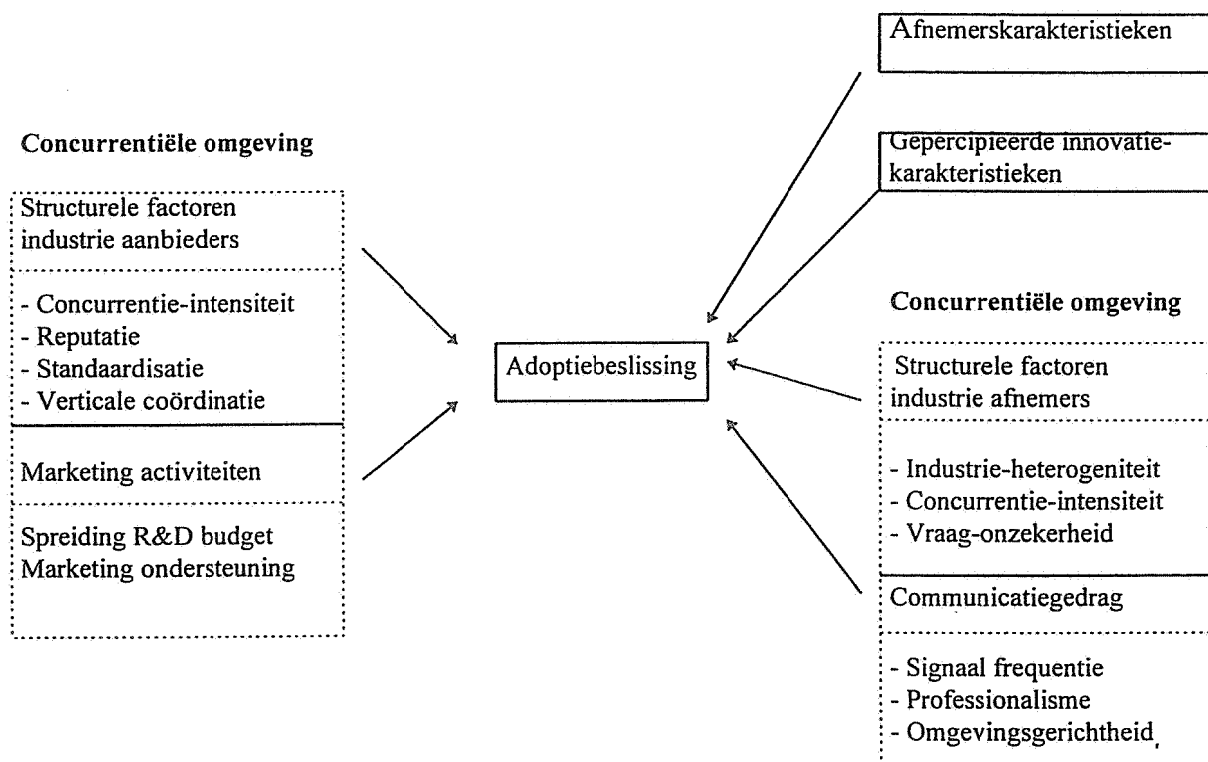 Afnemerskarakteristieken
Gepercipieerde innovatie-
karakteristieken
Concurrentiële omgeving
Structurele factoren
industrie aanbieders
- Concurrentie-intensiteit
- Reputatie
- Standaardisatie
- Verticale coördinatie
Marketing activiteiten
Spreiding R&D budget
Marketing ondersteuning
Adoptiebeslissing
Concurrentiële omgeving
Structurele factoren
industrie afnemers
- Industrie-heterogeniteit
- Concurrentie-intensiteit
- Vraag-onzekerheid
Communicatiegedrag
- Signaal frequentie
- Professionalisme
- Omgevingsgerichtheid